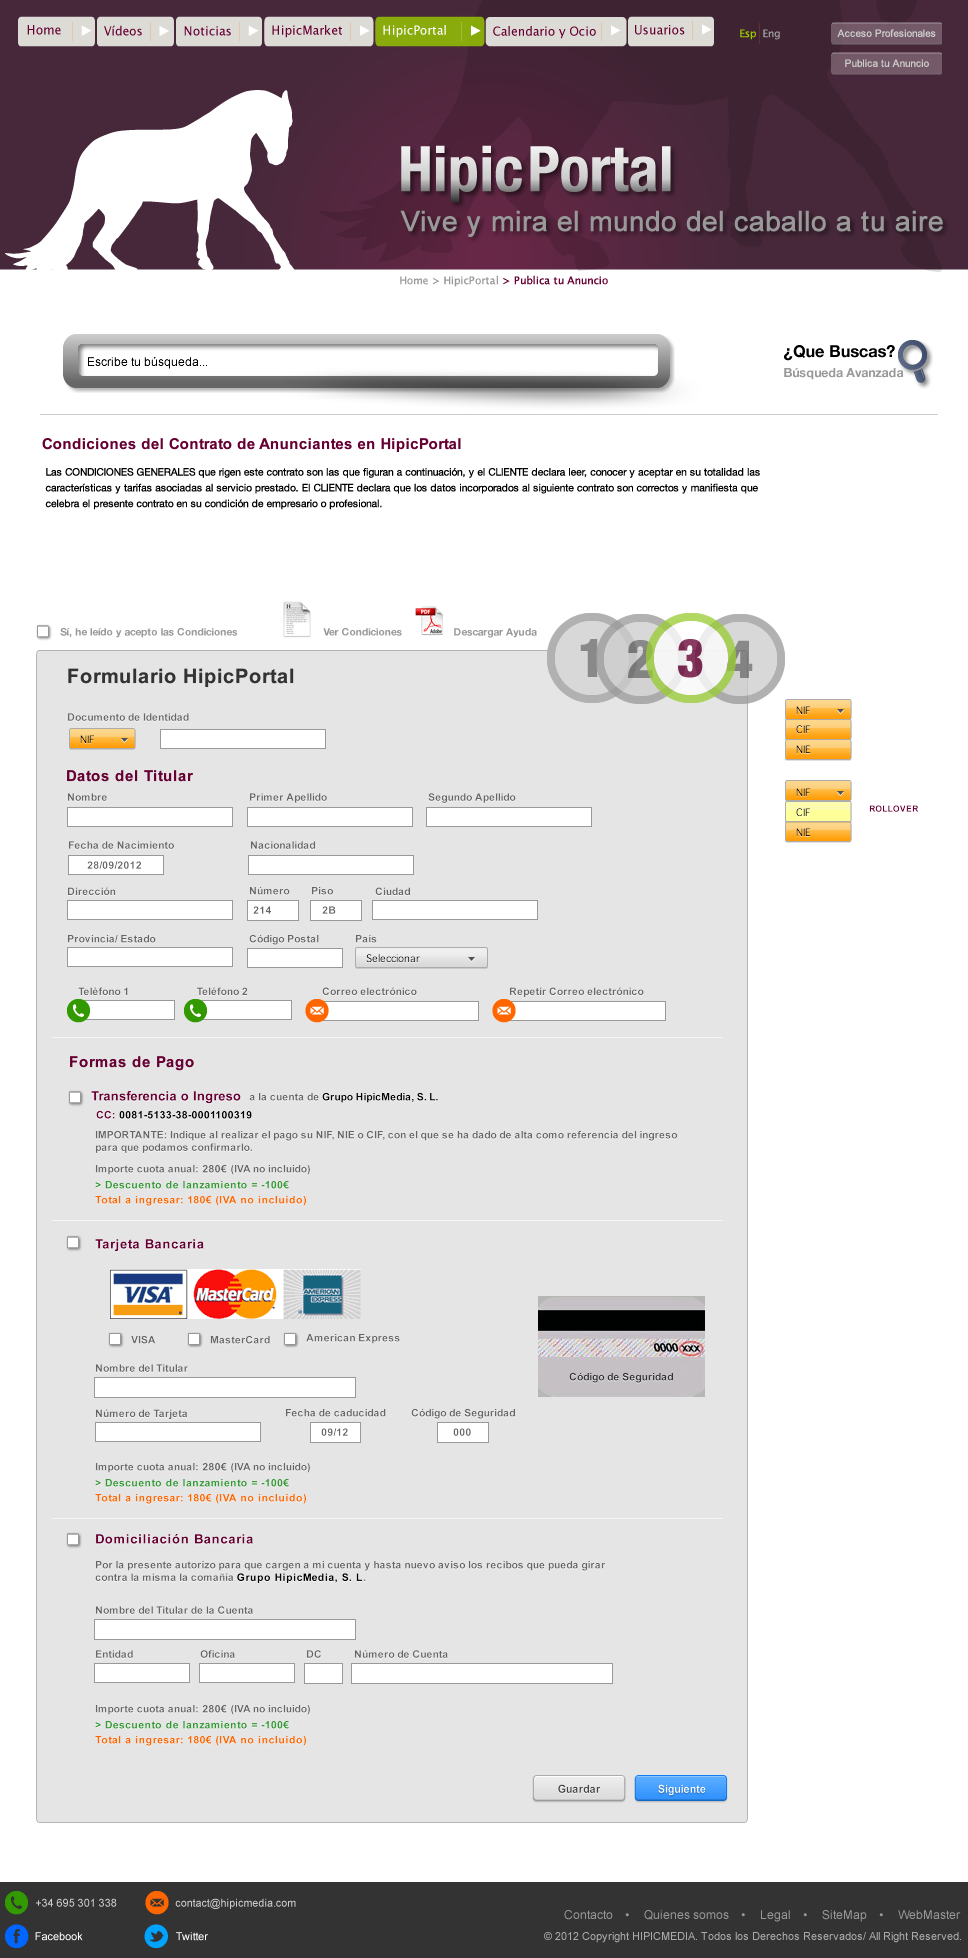 Home
Vídeos
Noticias
HipicMarket
HipicPortal
Calendario y Ocio
Usuarios
Esp Eng
Acceso Profesionales
Publica tu Anuncio
HipicPortal
Vive y mira el mundo del caballo a tu aire
Home > HipicPortal > Publica tu Anuncio
Escribe tu búsqueda...
¿Que Buscas?
Búsqueda Avanzada
Condiciones del Contrato de Anunciantes en HipicPortal
Las CONDICIONES GENERALES que rigen este contrato son las que figuran a continuación, y el CLIENTE declara leer, conocer y aceptar en su totalidad las
características y tarifas asociadas al servicio prestado. El CLIENTE declara que los datos incorporados al siguiente contrato son correctos y manifiesta que
celebra el presente contrato en su condición de empresario o profesional.
Sí, he leído y acepto las Condiciones
Ver Condiciones
PDF
Adobe
Descargar Ayuda
1 2 3 4
Formulario HipicPortal
Documento de Identidad
NIF
NIF
CIF
NIE
NIF
CIF
NIE
ROLLOVER
Datos del Titular
Nombre Primer Apellido Segundo Apellido
Fecha de Nacimiento Nacionalidad
28/09/2012
Dirección Número Piso Ciudad
214 2B
Provincia/ Estado Código Postal País
Seleccionar
Teléfono 1 Teléfono 2 Correo electrónico Repetir Correo electrónico
Formas de Pago
Transferencia o Ingreso a la cuenta de Grupo HipicMedia, S. L.
CC: 0081-5133-38-0001100319
IMPORTANTE: Indique al realizar el pago su NIF, NIE o CIF, con el que se ha dado de alta como referencia del ingreso
para que podamos confirmarlo.
Importe cuota anual: 280€ (IVA no incluido)
> Descuento de lanzamiento = -100€
Total a ingresar: 180€ (IVA no incluido)
Tarjeta Bancaria
VISA MasterCard AMERICAN EXPRESS
VISA MasterCard American Express
0000 XXX
Código de Seguridad
Nombre del Titular
Número de Tarjeta Fecha de caducidad Código de Seguridad
09/12 000
Importe cuota anual: 280€ (IVA no incluido)
> Descuento de lanzamiento = -100€
Total a ingresar: 180€ (IVA no incluido)
Domiciliación Bancaria
Por la presente autorizo para que cargen a mi cuenta y hasta nuevo aviso los recibos que pueda girar
contra la misma la comañia Grupo HipicMedia, S. L.
Nombre del Titular de la Cuenta
Entidad Oficina DC Número de Cuenta
Importe cuota anual: 280€ (IVA no incluido)
> Descuento de lanzamiento = -100€
Total a ingresar: 180€ (IVA no incluido)
Guardar Siguiente
+34 695 301 338 contact@hipicmedia.com
Facebook Twitter
Contacto • Quienes somos • Legal • SiteMap • WebMaster
© 2012 Copyright HIPICMEDIA. Todos los Derechos Reservados/ All Right Reserved.